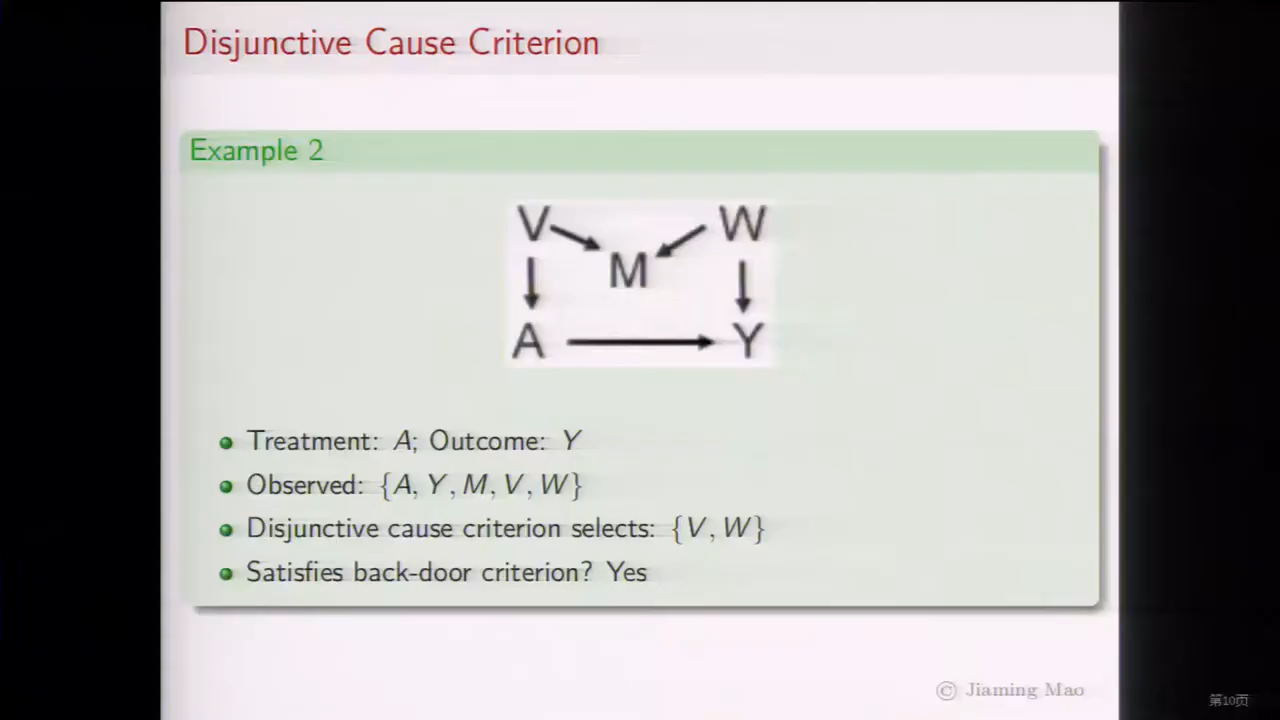 Disjunctive Cause Criterion
Example 2
V W
M
A Y
Treatment: A; Outcome: Y
Observed: {A, Y, M, V, W}
Disjunctive cause criterion selects: {V, W}
Satisfies back-door criterion? Yes
© Jiaming Mao
第10页